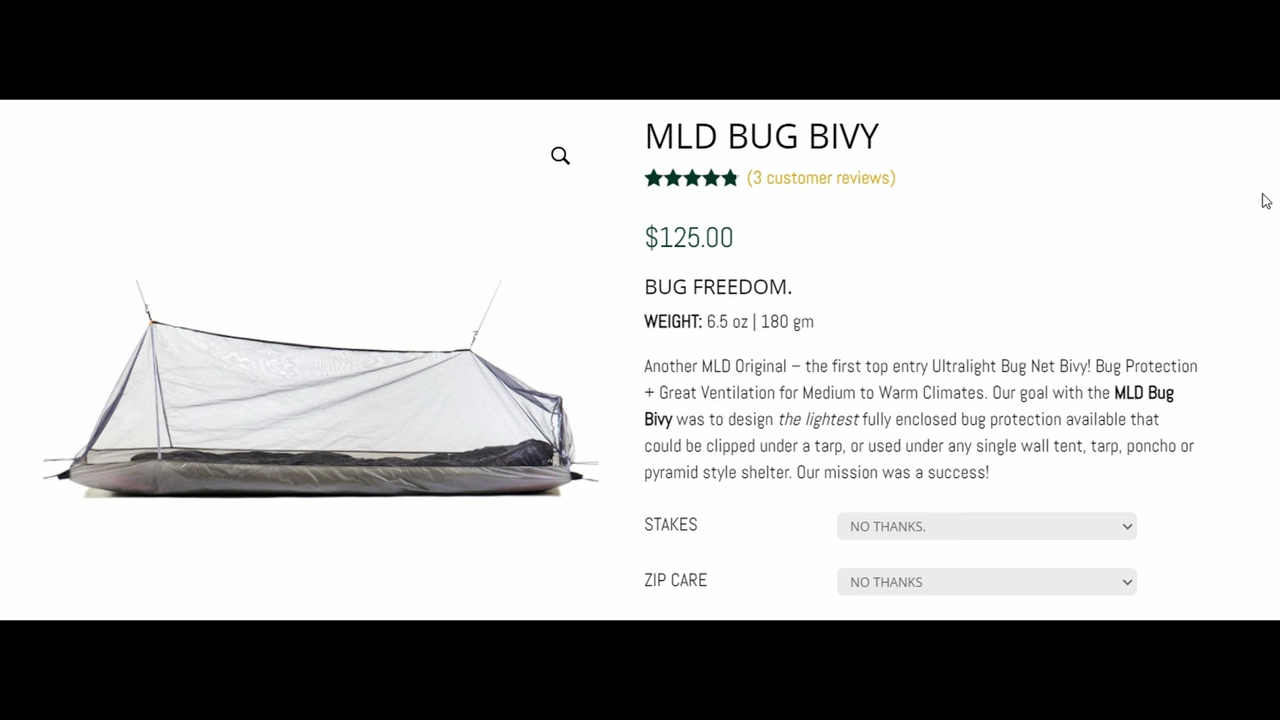 MLD BUG BIVY
(3 customer reviews)
$125.00
BUG FREEDOM.
WEIGHT: 6.5 oz | 180 gm
Another MLD Original – the first top entry Ultralight Bug Net Bivy! Bug Protection
+ Great Ventilation for Medium to Warm Climates. Our goal with the MLD Bug
Bivy was to design the lightest fully enclosed bug protection available that
could be clipped under a tarp, or used under any single wall tent, tarp, poncho or
pyramid style shelter. Our mission was a success!
STAKES NO THANKS.
ZIP CARE NO THANKS